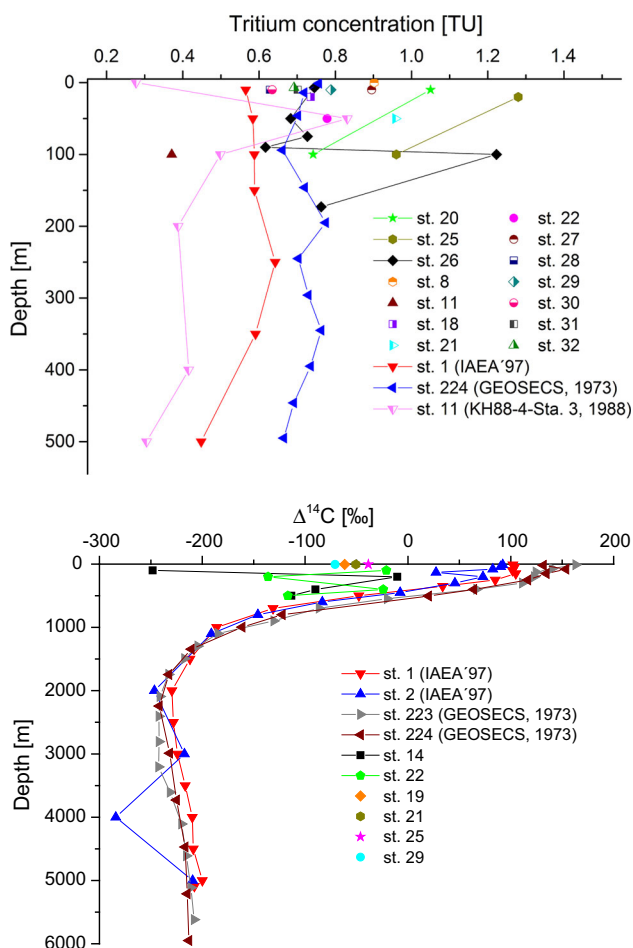 Tritium concentration [TU]
0.2 0.4 0.6 0.8 1.0 1.2 1.4
0
100
200
300
400
500
Depth [m]
st. 20 st. 22
st. 25 st. 27
st. 26 st. 28
st. 8 st. 29
st. 11 st. 30
st. 18 st. 31
st. 21 st. 32
st. 1 (IAEA´97)
st. 224 (GEOSECS, 1973)
st. 11 (KH88-4-Sta. 3, 1988)
Δ¹⁴C [‰]
-300 -200 -100 0 100 200
0
1000
2000
3000
4000
5000
6000
Depth [m]
st. 1 (IAEA´97)
st. 2 (IAEA´97)
st. 223 (GEOSECS, 1973)
st. 224 (GEOSECS, 1973)
st. 14
st. 22
st. 19
st. 21
st. 25
st. 29